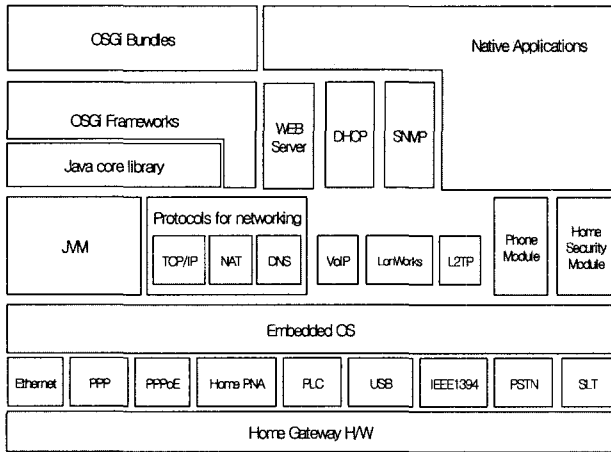 OSGi Bundles
Native Applications
OSGi Frameworks
WEB
Server
DHCP
SNMP
Java core library
JVM
Protocols for networking
TCP/IP
NAT
DNS
VoIP
LonWorks
L2TP
Phone
Module
Home
Security
Module
Embedded OS
Ethernet
PPP
PPPoE
Home PNA
PLC
USB
IEEE1394
PSTN
SLT
Home Gateway H/W